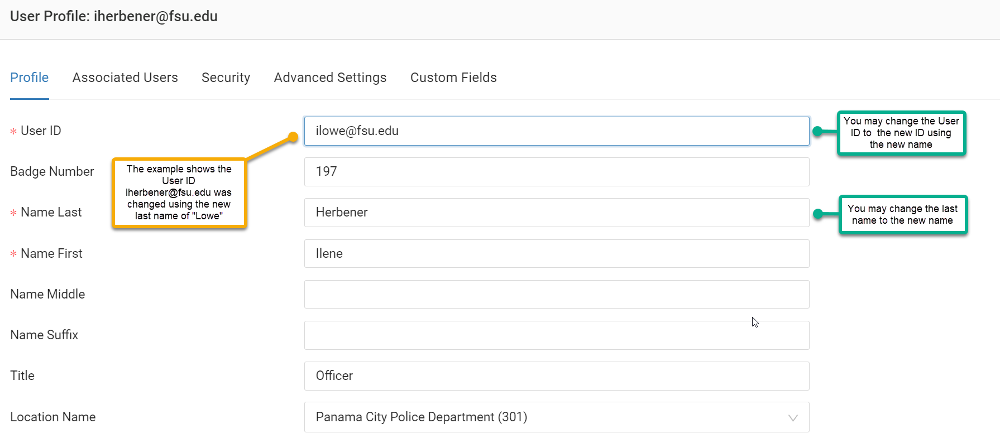 User Profile: iherbener@fsu.edu
Profile Associated Users Security Advanced Settings Custom Fields
* User ID
ilowe@fsu.edu
You may change the User
ID to  the new ID using
the new name
The example shows the
User ID
iherbener@fsu.edu was
changed using the new
last name of "Lowe"
Badge Number
197
* Name Last
Herbener
You may change the last
name to the new name
* Name First
Ilene
Name Middle
Name Suffix
Title
Officer
Location Name
Panama City Police Department (301)